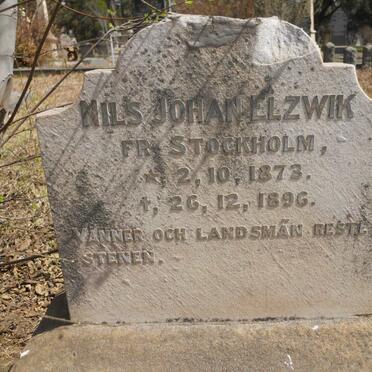 NILS JOHAN ELZWIK
FR. STOCKHOLM,
*, 2, 10, 1873.
†, 26, 12, 1896.
VÄNNER OCH LANDSMÄN RESTE
STENEN.